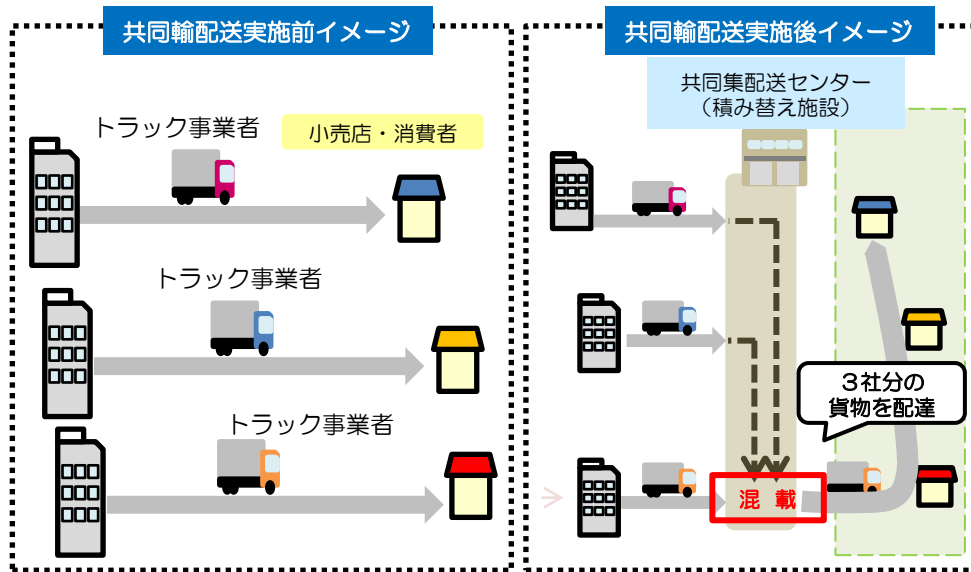 共同輸配送実施前イメージ
トラック事業者
小売店・消費者
トラック事業者
トラック事業者
共同輸配送実施後イメージ
共同集配送センター
（積み替え施設）
３社分の
貨物を配達
混 載